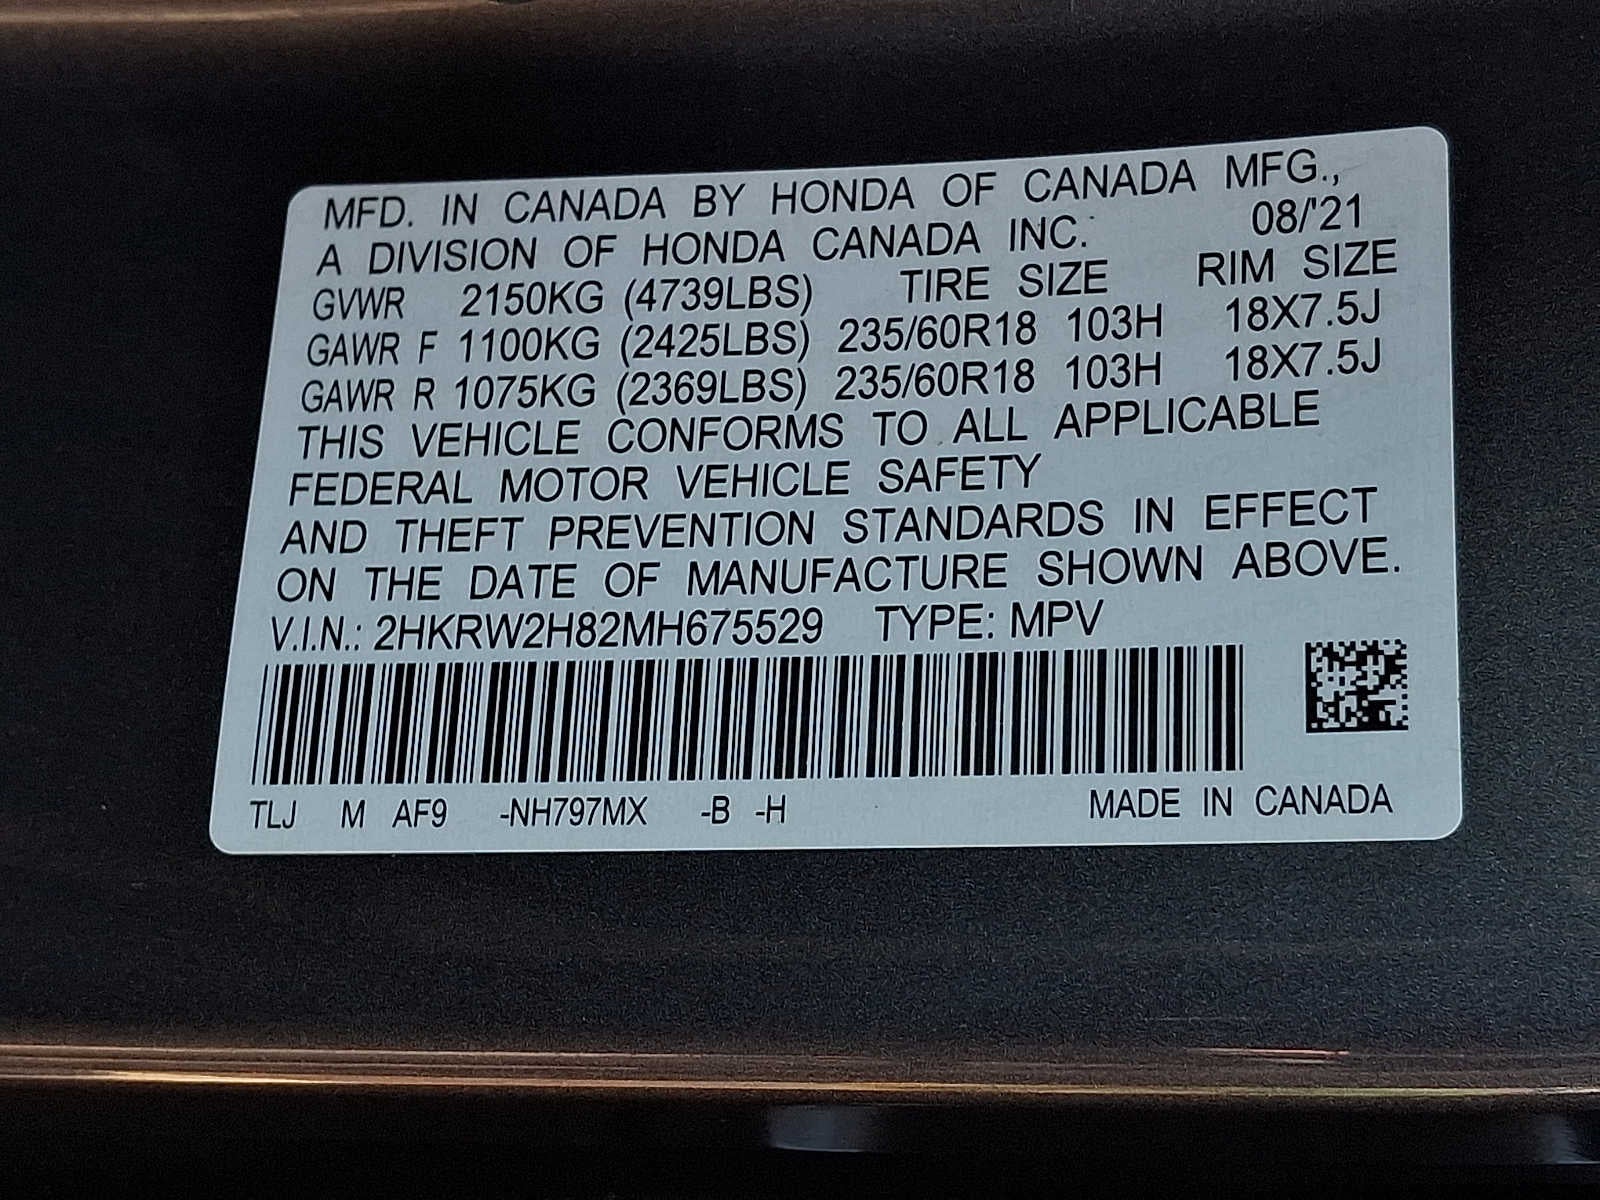 MFD. IN CANADA BY HONDA OF CANADA MFG.,
A DIVISION OF HONDA CANADA INC. 08/'21
GVWR 2150KG (4739LBS) TIRE SIZE RIM SIZE
GAWR F 1100KG (2425LBS) 235/60R18 103H 18X7.5J
GAWR R 1075KG (2369LBS) 235/60R18 103H 18X7.5J
THIS VEHICLE CONFORMS TO ALL APPLICABLE
FEDERAL MOTOR VEHICLE SAFETY
AND THEFT PREVENTION STANDARDS IN EFFECT
ON THE DATE OF MANUFACTURE SHOWN ABOVE.
V.I.N.: 2HKRW2H82MH675529 TYPE: MPV
TLJ M AF9 -NH797MX -B -H MADE IN CANADA